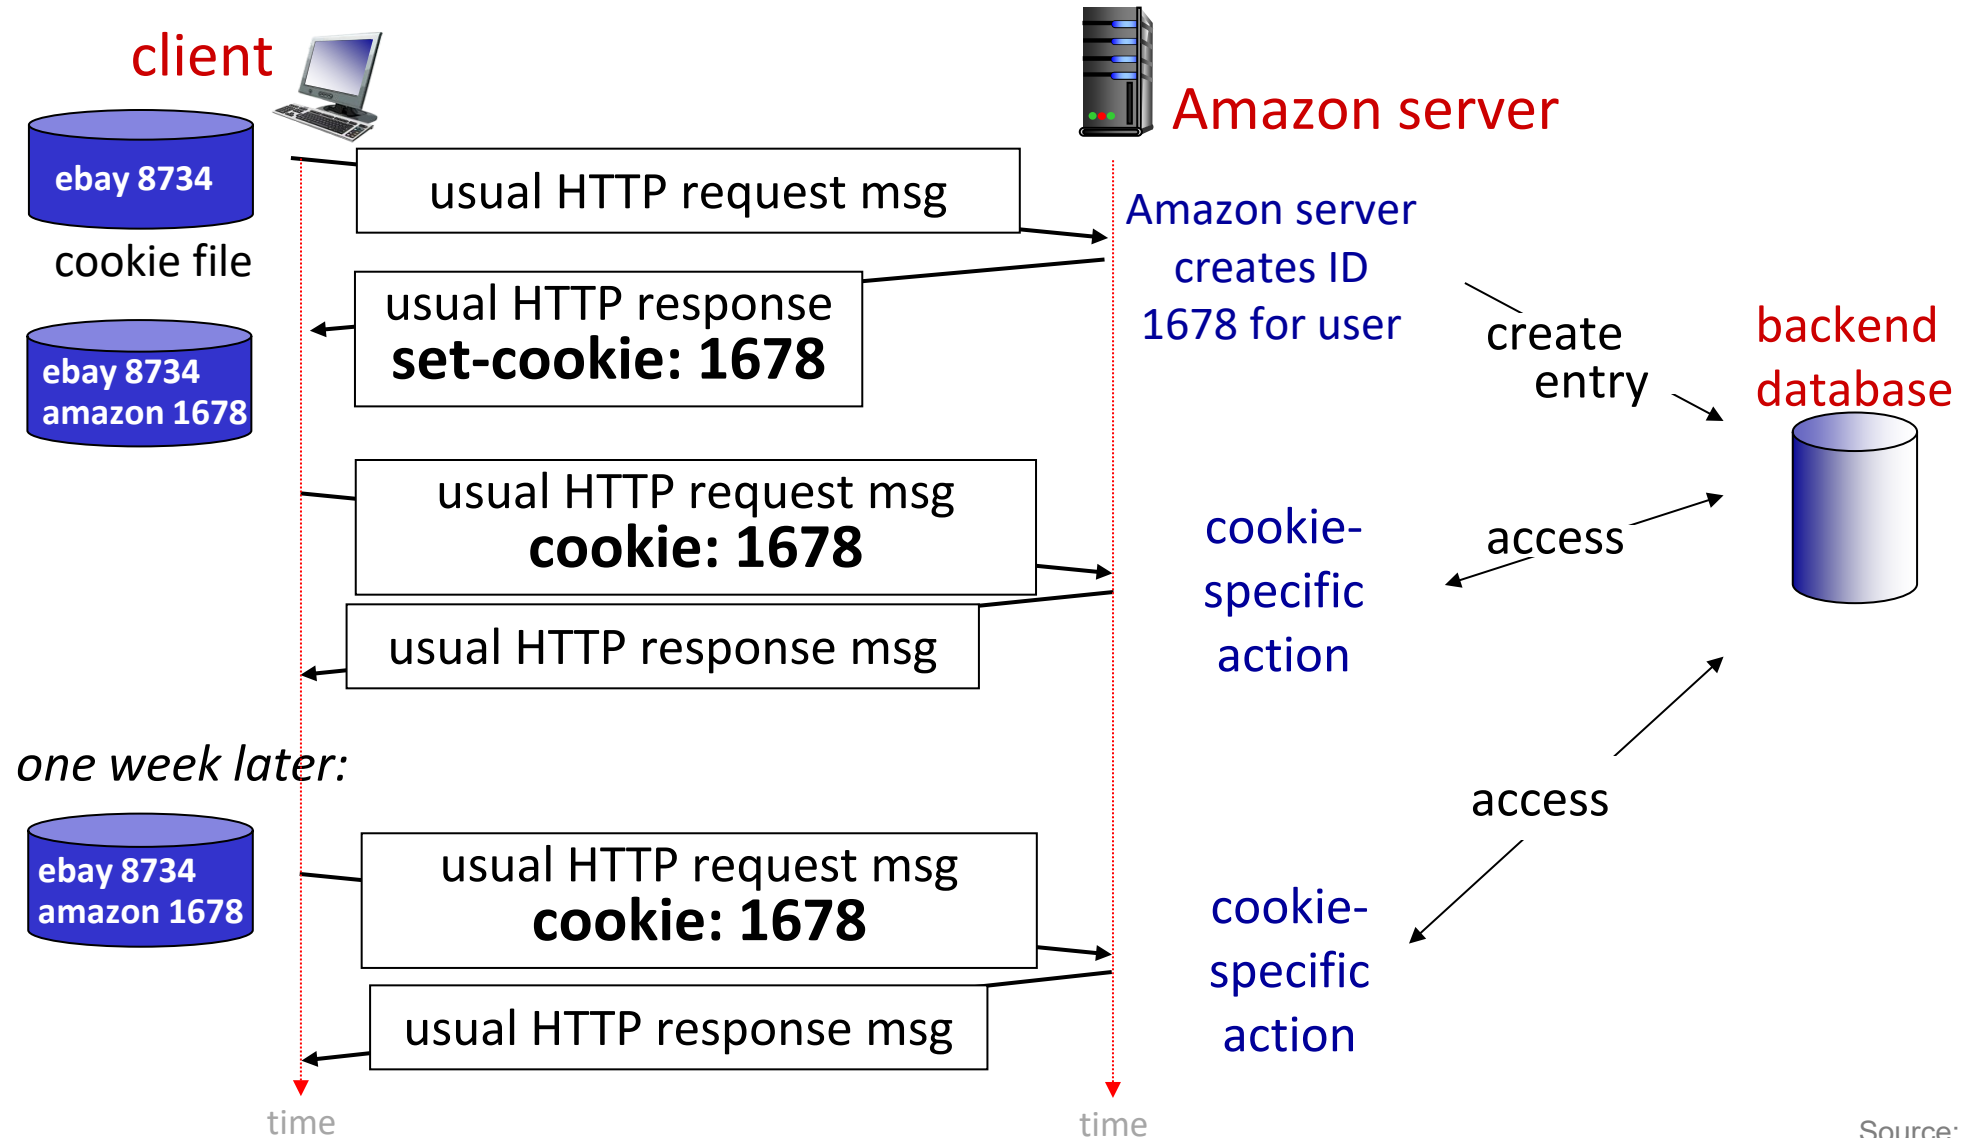 client
Amazon server
ebay 8734
cookie file
usual HTTP request msg
Amazon server
creates ID
1678 for user
usual HTTP response
set-cookie: 1678
create
entry
backend
database
ebay 8734
amazon 1678
usual HTTP request msg
cookie: 1678
cookie-
specific
action
access
usual HTTP response msg
one week later:
access
ebay 8734
amazon 1678
usual HTTP request msg
cookie: 1678
cookie-
specific
action
usual HTTP response msg
time
time
Source: